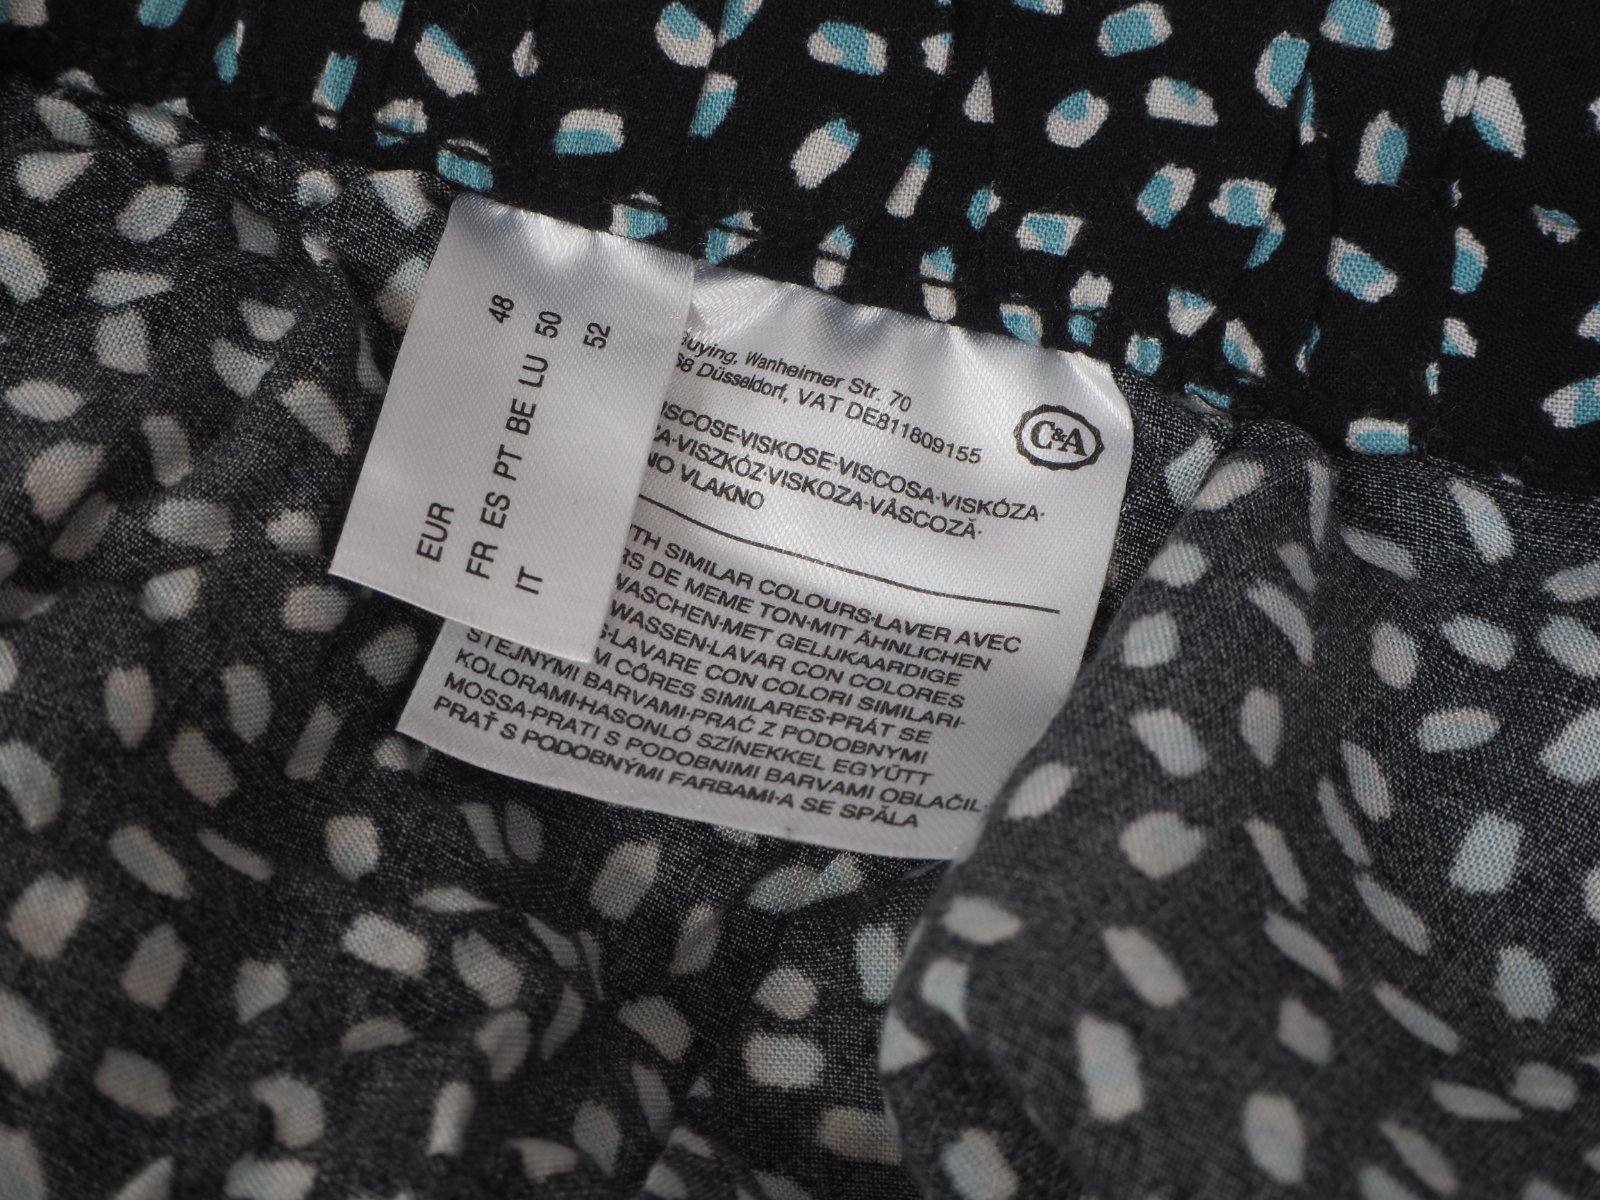 EUR 48
FR ES PT BE LU 50
IT 52
Buying, Wanheimer Str. 70
68 Düsseldorf, VAT DE811809155
C&A
ISCOSE·VISKOSE·VISCOSA·VISKÓZA·
A·VISZKÓZ·VISKOZA·VÂSCOZĂ·
NO VLAKNO
TH SIMILAR COLOURS·LAVER AVEC
RS DE MEME TON·MIT ÄHNLICHEN
WASCHEN·MET GELIJKAARDIGE
WASSEN·LAVAR CON COLORES
S·LAVARE CON COLORI SIMILARI·
M CÔRES SIMILARES·PRÁT SE
STEJNYMI BARVAMI·PRAĆ Z PODOBNYMI
KOLORAMI·HASONLÓ SZÍNEKKEL EGYÜTT
MOSSA·PRATI S PODOBNIMI BARVAMI OBLAČIL·
PRAŤ S PODOBNÝMI FARBAMI·A SE SPĂLA